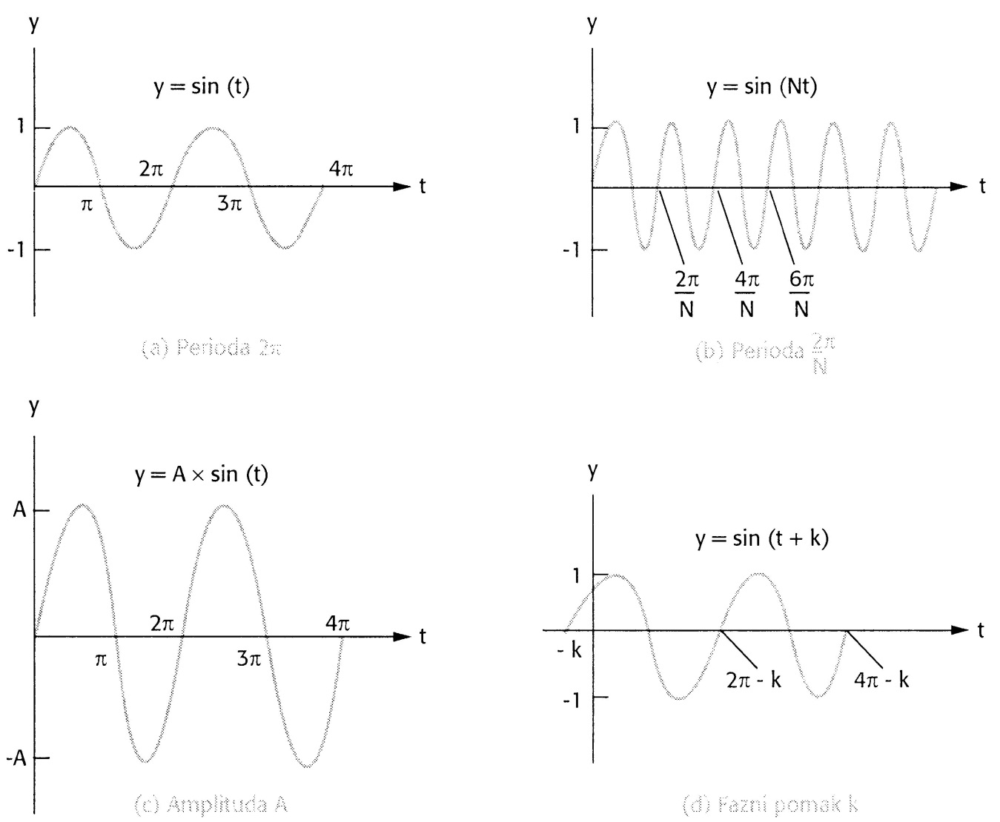 y
y = sin (t)
1
2π
4π
t
π
3π
-1
(a) Perioda 2π
y
y = sin (Nt)
1
t
-1
2π
N
4π
N
6π
N
(b) Perioda 2π
N
y
y = A × sin (t)
A
2π
4π
t
π
3π
-A
(c) Amplituda A
y
y = sin (t + k)
1
t
- k
2π - k
4π - k
-1
(d) Fazni pomak k